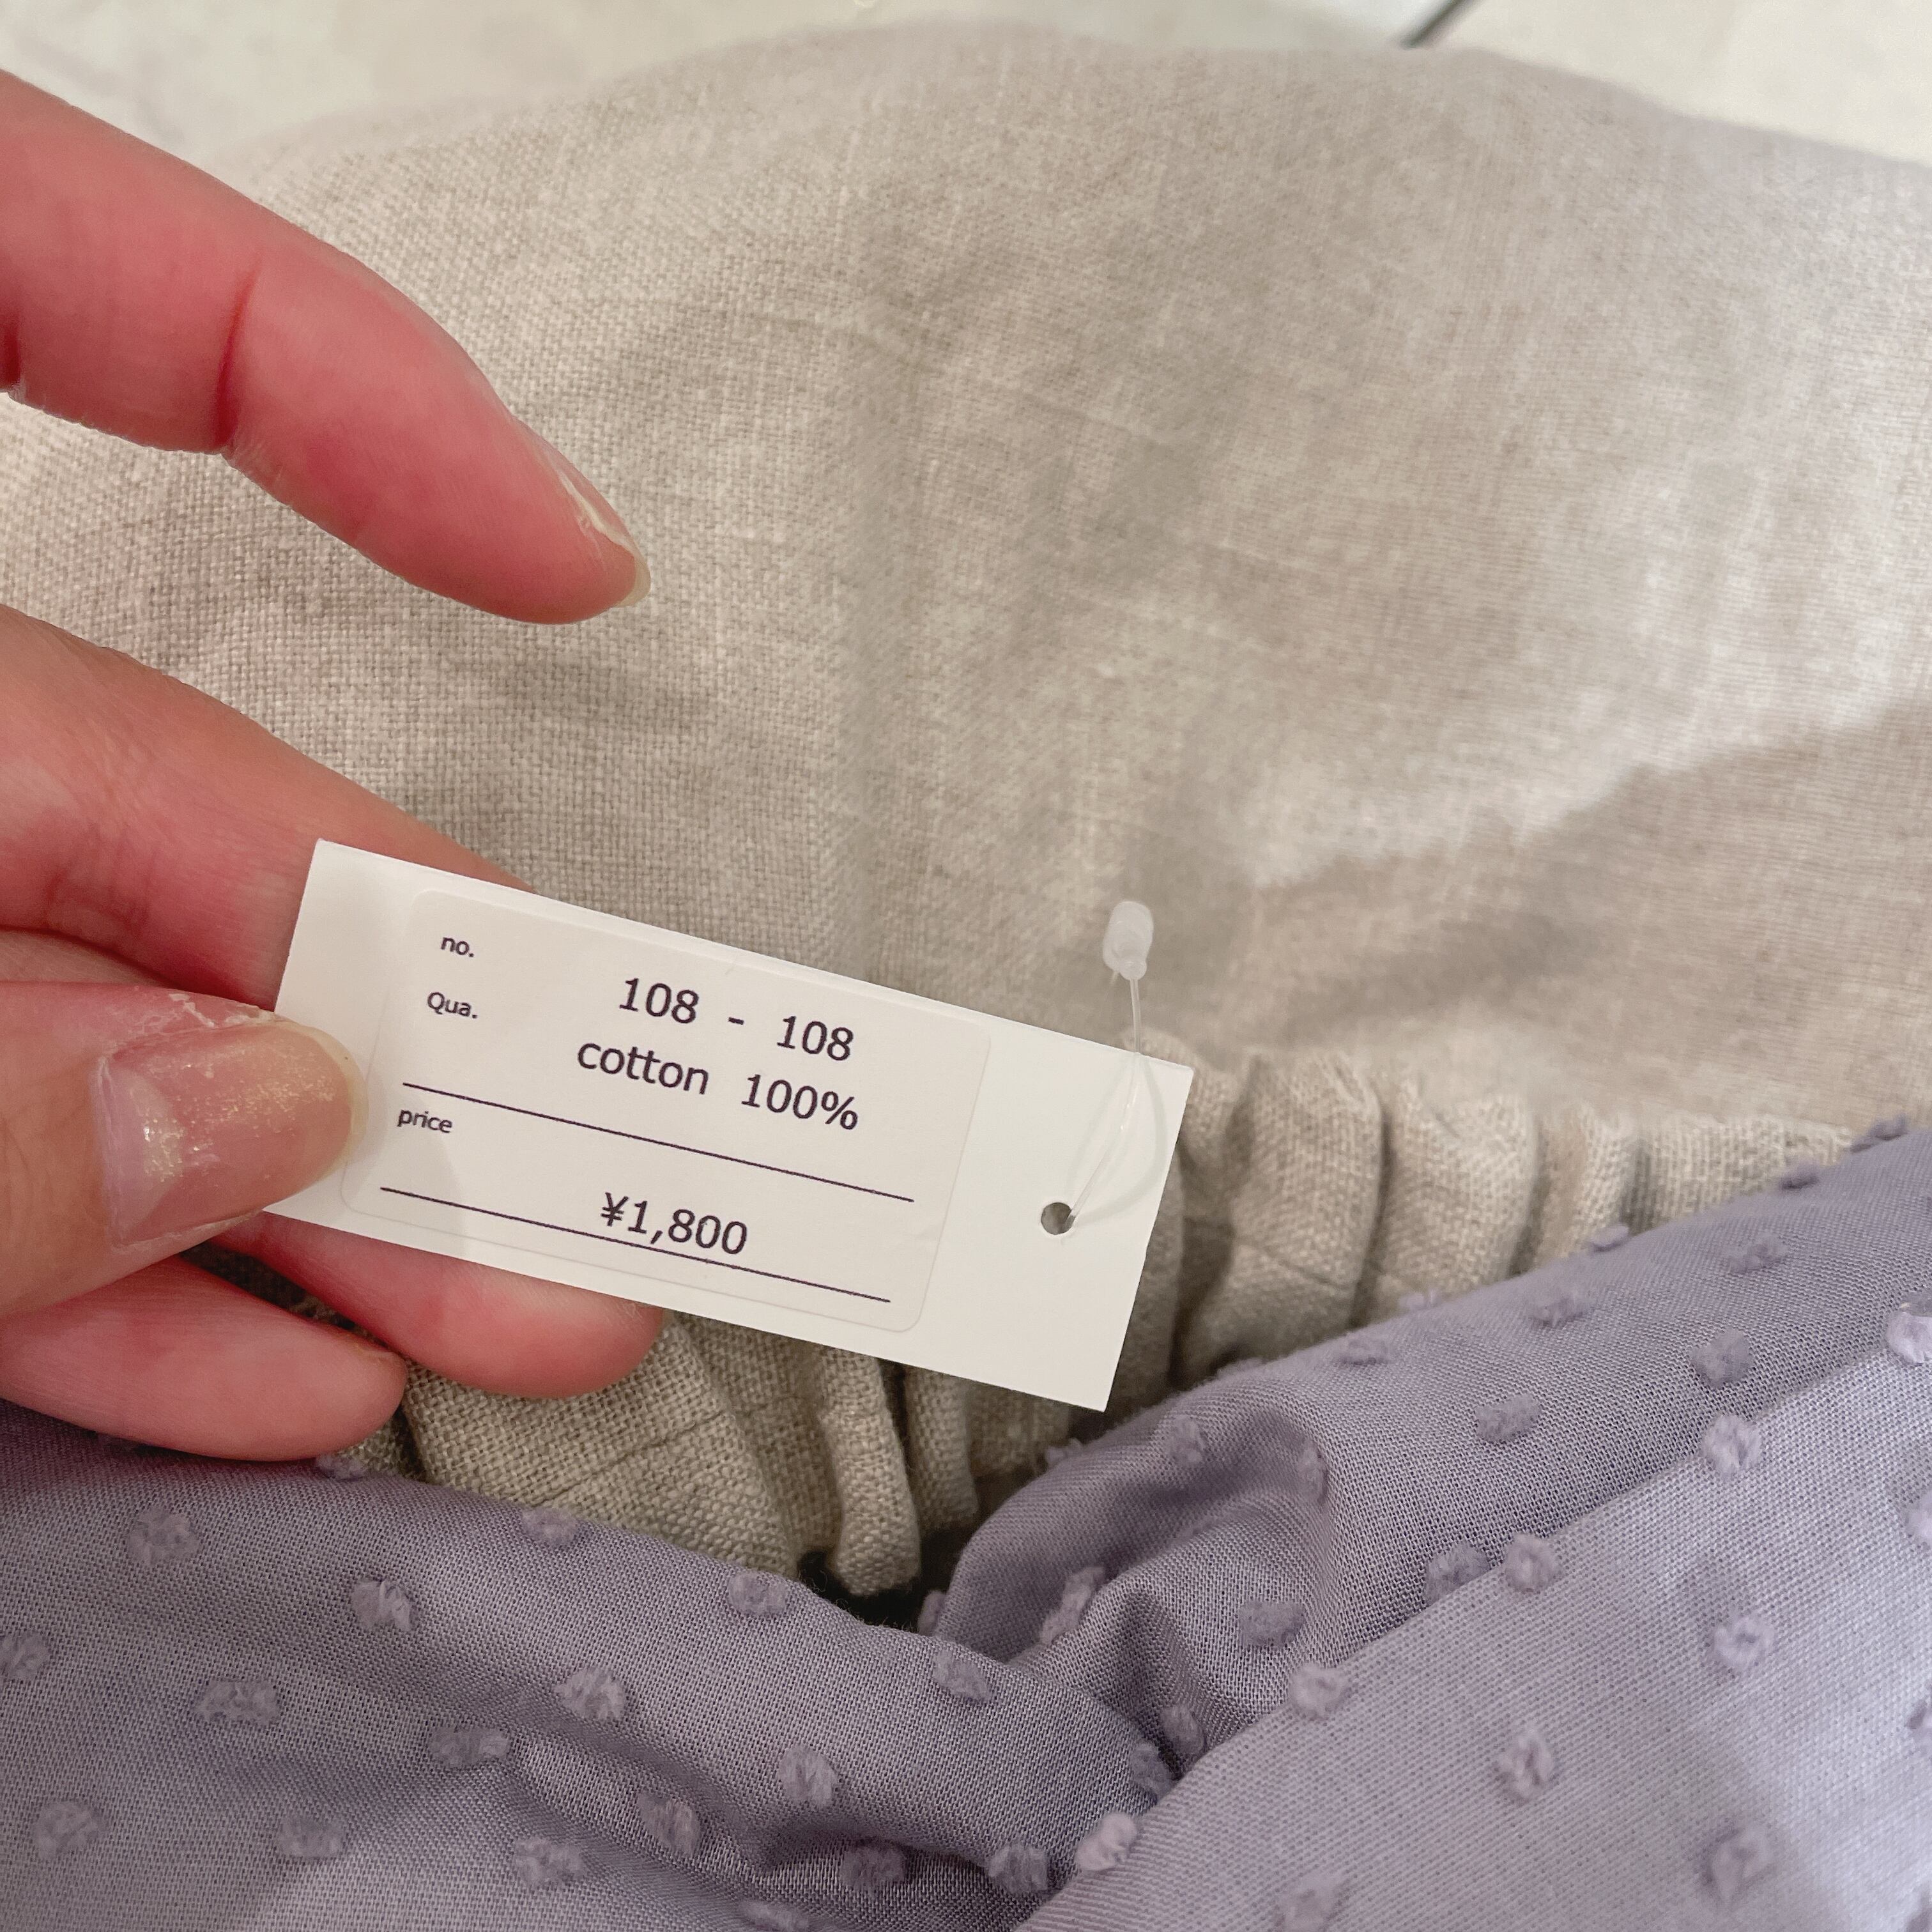 no.
108 - 108
Qua.
cotton 100%
price
¥1,800